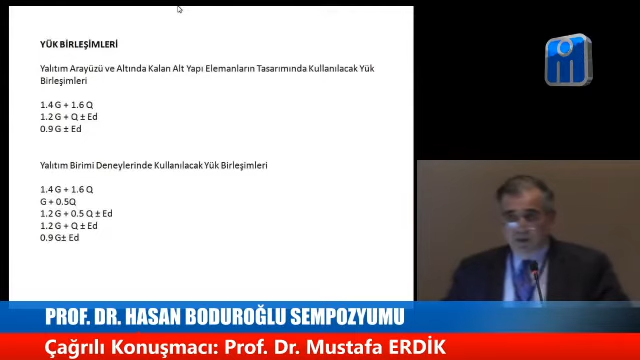 YÜK BİRLEŞİMLERİ
Yalıtım Arayüzü ve Altında Kalan Alt Yapı Elemanların Tasarımında Kullanılacak Yük
Birleşimleri
1.4 G + 1.6 Q
1.2 G + Q ± Ed
0.9 G ± Ed
Yalıtım Birimi Deneylerinde Kullanılacak Yük Birleşimleri
1.4 G + 1.6 Q
G + 0.5Q
1.2 G + 0.5 Q ± Ed
1.2 G + Q ± Ed
0.9 G± Ed
PROF. DR. HASAN BODUROĞLU SEMPOZYUMU
Çağrılı Konuşmacı: Prof. Dr. Mustafa ERDİK